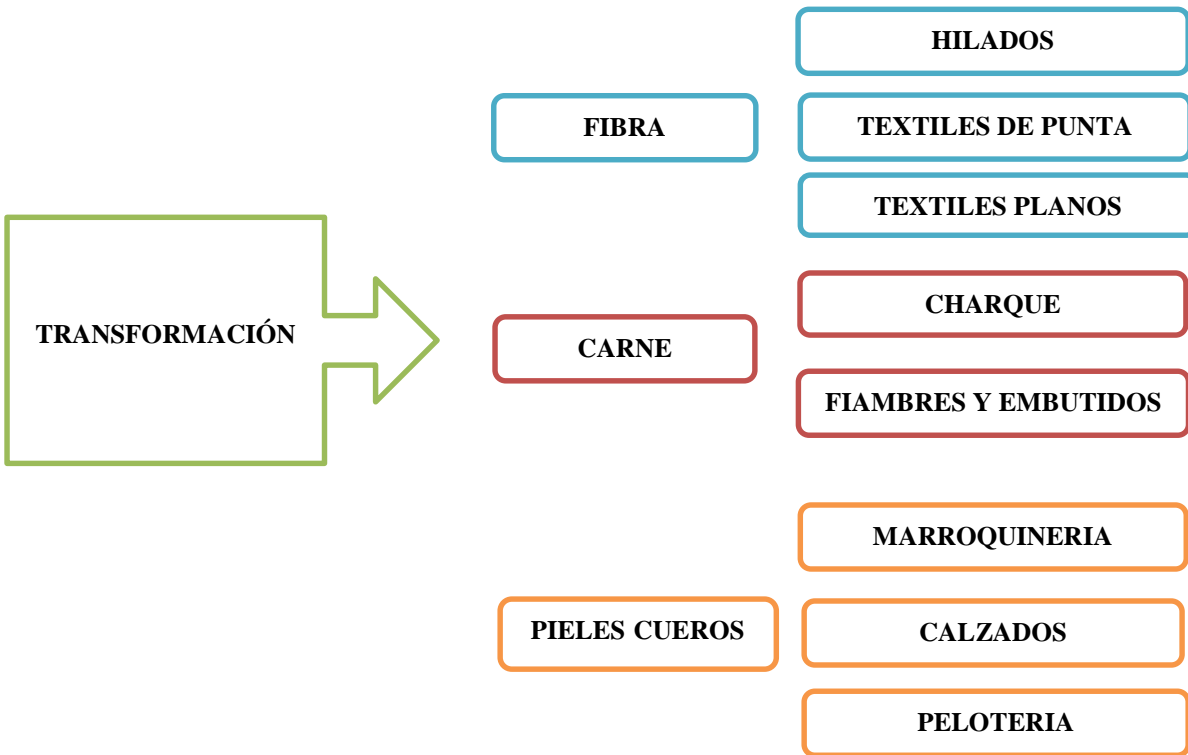 TRANSFORMACIÓN
FIBRA
HILADOS
TEXTILES DE PUNTA
TEXTILES PLANOS
CARNE
CHARQUE
FIAMBRES Y EMBUTIDOS
PIELES CUEROS
MARROQUINERIA
CALZADOS
PELOTERIA